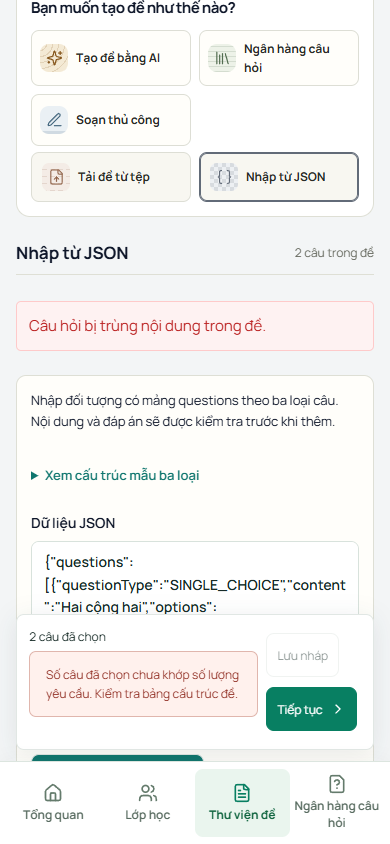 Bạn muốn tạo đề như thế nào?
Tạo đề bằng AI
Ngân hàng câu
hỏi
Soạn thủ công
Tải đề từ tệp
Nhập từ JSON
Nhập từ JSON
2 câu trong đề
Câu hỏi bị trùng nội dung trong đề.
Nhập đối tượng có mảng questions theo ba loại câu.
Nội dung và đáp án sẽ được kiểm tra trước khi thêm.
Xem cấu trúc mẫu ba loại
Dữ liệu JSON
{"questions":
[{"questionType":"SINGLE_CHOICE","content
":"Hai cộng hai","options":
2 câu đã chọn
Số câu đã chọn chưa khớp số lượng
yêu cầu. Kiểm tra bảng cấu trúc đề.
Lưu nháp
Tiếp tục
Tổng quan
Lớp học
Thư viện đề
Ngân hàng câu
hỏi